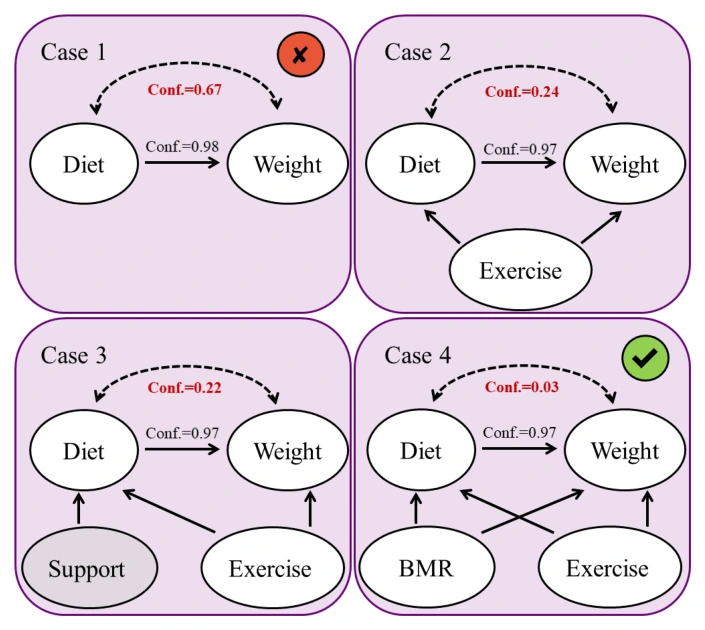 Case 1
Conf.=0.67
Diet
Conf.=0.98
Weight
Case 2
Conf.=0.24
Diet
Conf.=0.97
Weight
Exercise
Case 3
Conf.=0.22
Diet
Conf.=0.97
Weight
Support
Exercise
Case 4
Conf.=0.03
Diet
Conf.=0.97
Weight
BMR
Exercise